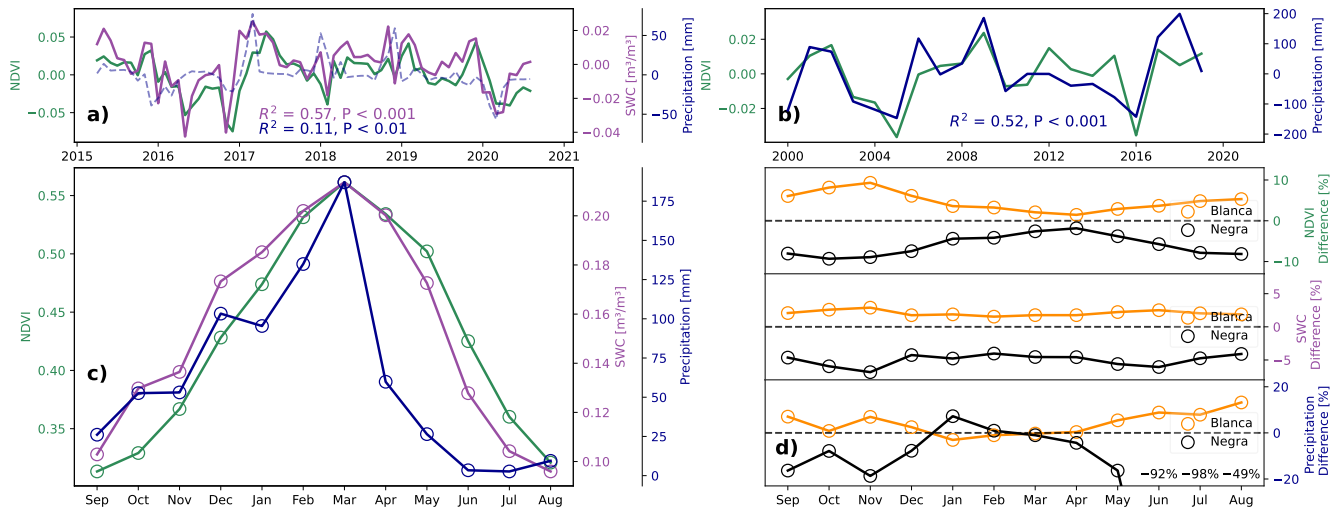 0.05
0.00
−0.05
NDVI
a)
R² = 0.57, P < 0.001
R² = 0.11, P < 0.01
0.02
0.00
−0.02
−0.04
SWC [m³/m³]
50
0
−50
Precipitation [mm]
2015 2016 2017 2018 2019 2020 2021
0.02
0.00
−0.02
NDVI
b)
R² = 0.52, P < 0.001
200
100
0
−100
−200
Precipitation [mm]
2000 2004 2008 2012 2016 2020
0.55
0.50
0.45
0.40
0.35
NDVI
c)
0.20
0.18
0.16
0.14
0.12
0.10
SWC [m³/m³]
175
150
125
100
75
50
25
0
Precipitation [mm]
Sep Oct Nov Dec Jan Feb Mar Apr May Jun Jul Aug
Blanca
Negra
10
0
−10
NDVI
Difference [%]
Blanca
Negra
5
0
−5
SWC
Difference [%]
Blanca
Negra
d)
−92% −98% −49%
20
0
−20
Precipitation
Difference [%]
Sep Oct Nov Dec Jan Feb Mar Apr May Jun Jul Aug